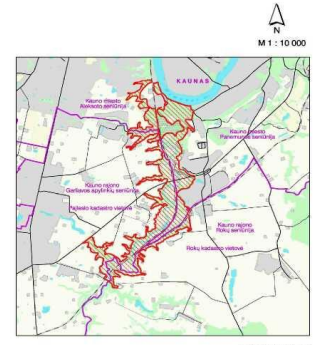 N
M 1 : 10 000
KAUNAS
Kauno miesto
Aleksoto seniūnija
Kauno miesto
Panemunės seniūnija
Kauno rajono
Garliavos apylinkių seniūnija
Pajiesio kadastro vietovė
Kauno rajono
Rokų seniūnija
Rokų kadastro vietovė